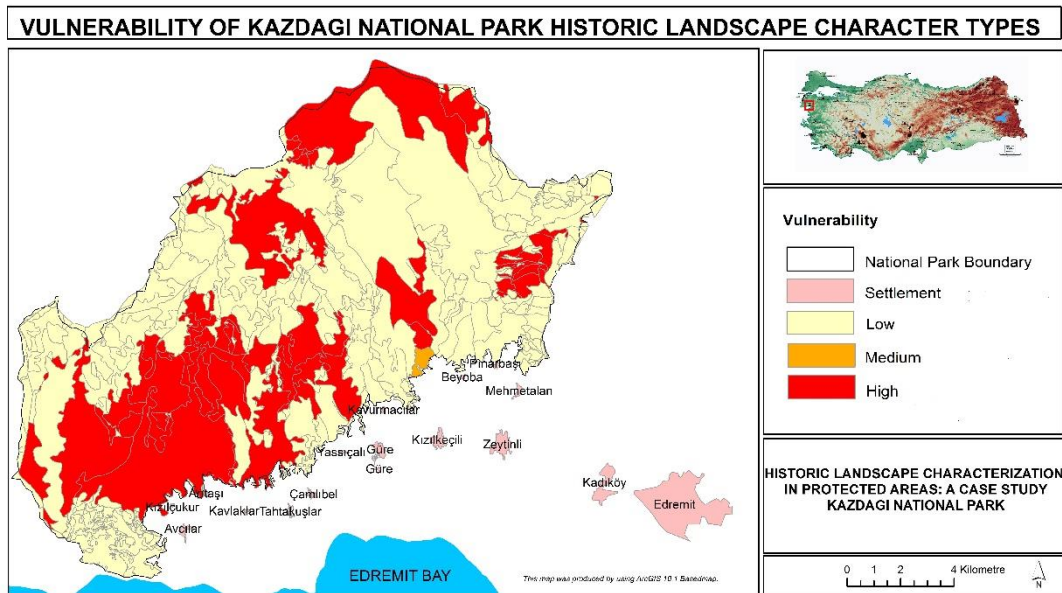 VULNERABILITY OF KAZDAGI NATIONAL PARK HISTORIC LANDSCAPE CHARACTER TYPES
Vulnerability
National Park Boundary
Settlement
Low
Medium
High
Pınarbaşı
Beyoba
Mehmetalan
Kavurmacılar
Yassıçalı
Güre
Güre
Kızılkeçili
Zeytinli
Kadıköy
Edremit
Çamlıbel
Kızılçukur
Kavlaklar
Tahtakuşlar
Avcılar
EDREMIT BAY
This map was produced by using ArcGIS 10.1 Basedmap.
HISTORIC LANDSCAPE CHARACTERIZATION
IN PROTECTED AREAS: A CASE STUDY
KAZDAGI NATIONAL PARK
0 1 2 4 Kilometre
N